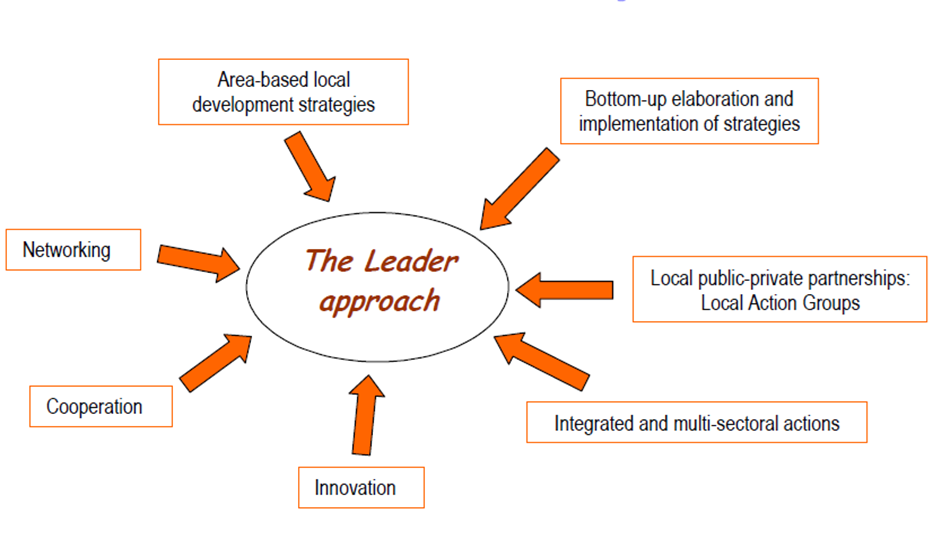 Area-based local
development strategies
Bottom-up elaboration and
implementation of strategies
Networking
The Leader
approach
Local public-private partnerships:
Local Action Groups
Cooperation
Integrated and multi-sectoral actions
Innovation